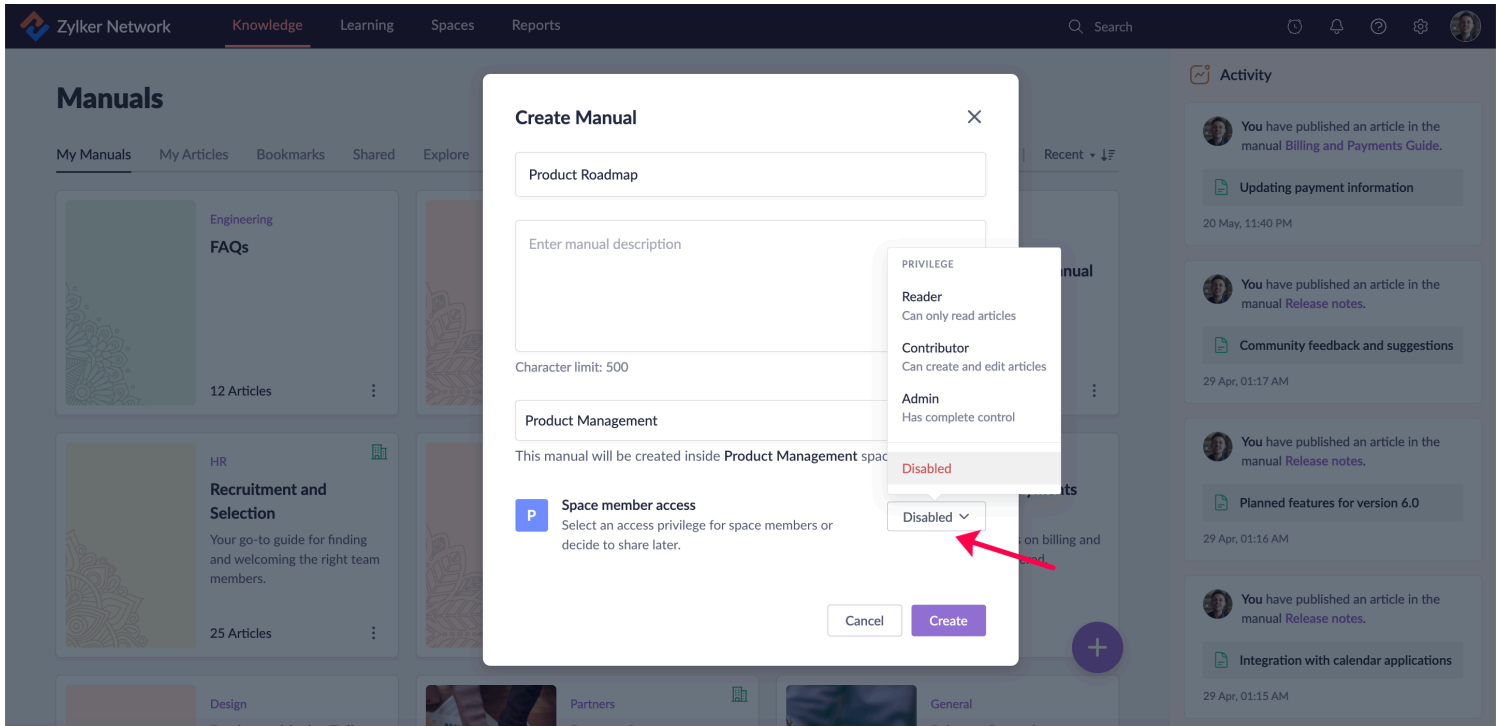 Zylker Network
Knowledge
Learning
Spaces
Reports
Search
Manuals
My Manuals
My Articles
Bookmarks
Shared
Explore
Recent
Engineering
FAQs
12 Articles
HR
Recruitment and
Selection
Your go-to guide for finding
and welcoming the right team
members.
25 Articles
Design
Partners
General
Create Manual
Product Roadmap
Enter manual description
Character limit: 500
Product Management
This manual will be created inside Product Management spac
P
Space member access
Select an access privilege for space members or
decide to share later.
Disabled
PRIVILEGE
Reader
Can only read articles
Contributor
Can create and edit articles
Admin
Has complete control
Disabled
Cancel
Create
on billing and
Activity
You have published an article in the
manual Billing and Payments Guide.
Updating payment information
20 May, 11:40 PM
You have published an article in the
manual Release notes.
Community feedback and suggestions
29 Apr, 01:17 AM
You have published an article in the
manual Release notes.
Planned features for version 6.0
29 Apr, 01:16 AM
You have published an article in the
manual Release notes.
Integration with calendar applications
29 Apr, 01:15 AM